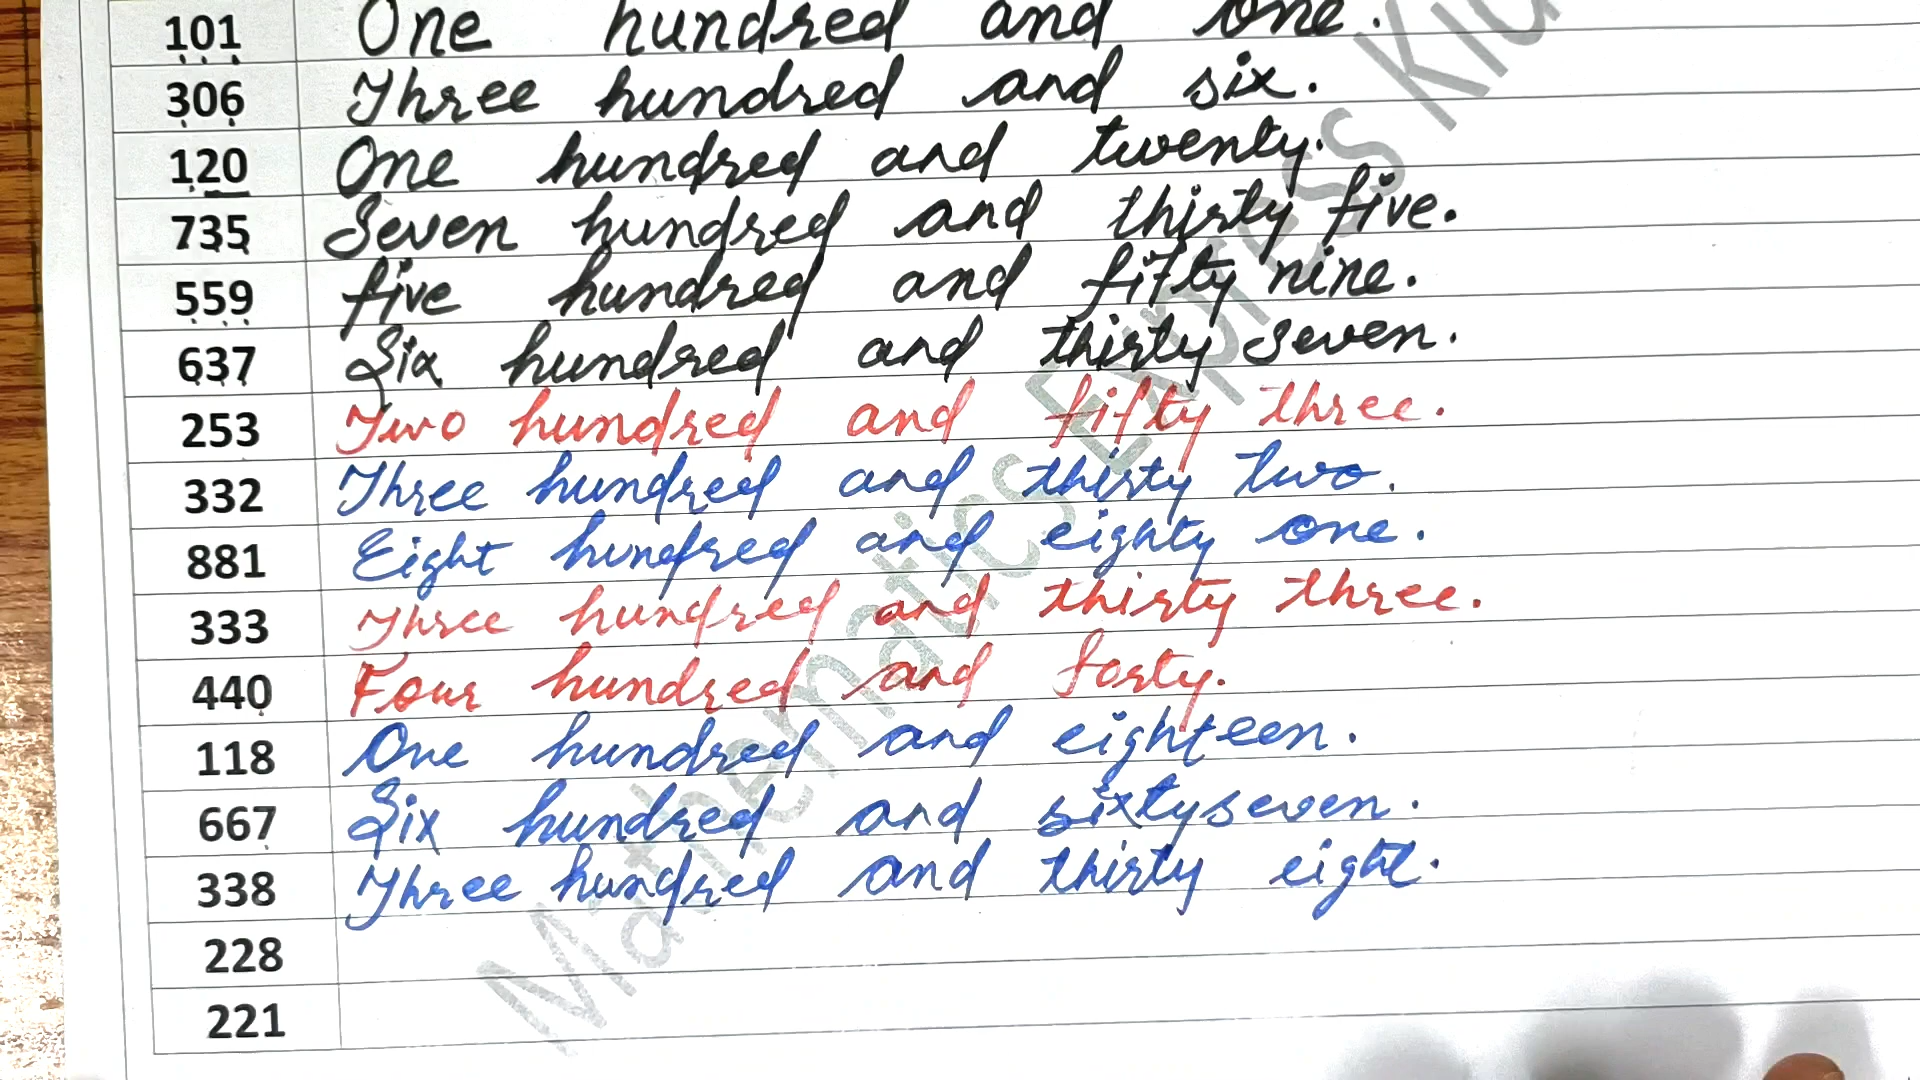 101 One hundred and one.
306 Three hundred and six.
120 One hundred and twenty.
735 Seven hundred and thirty five.
559 five hundred and fifty nine.
637 Six hundred and thirty seven.
253 Two hundred and fifty three.
332 Three hundred and thirty two.
881 Eight hundred and eighty one.
333 Three hundred and thirty three.
440 Four hundred and forty.
118 One hundred and eighteen.
667 Six hundred and sixtyseven.
338 Three hundred and thirty eight.
228
221
Mathematics Express